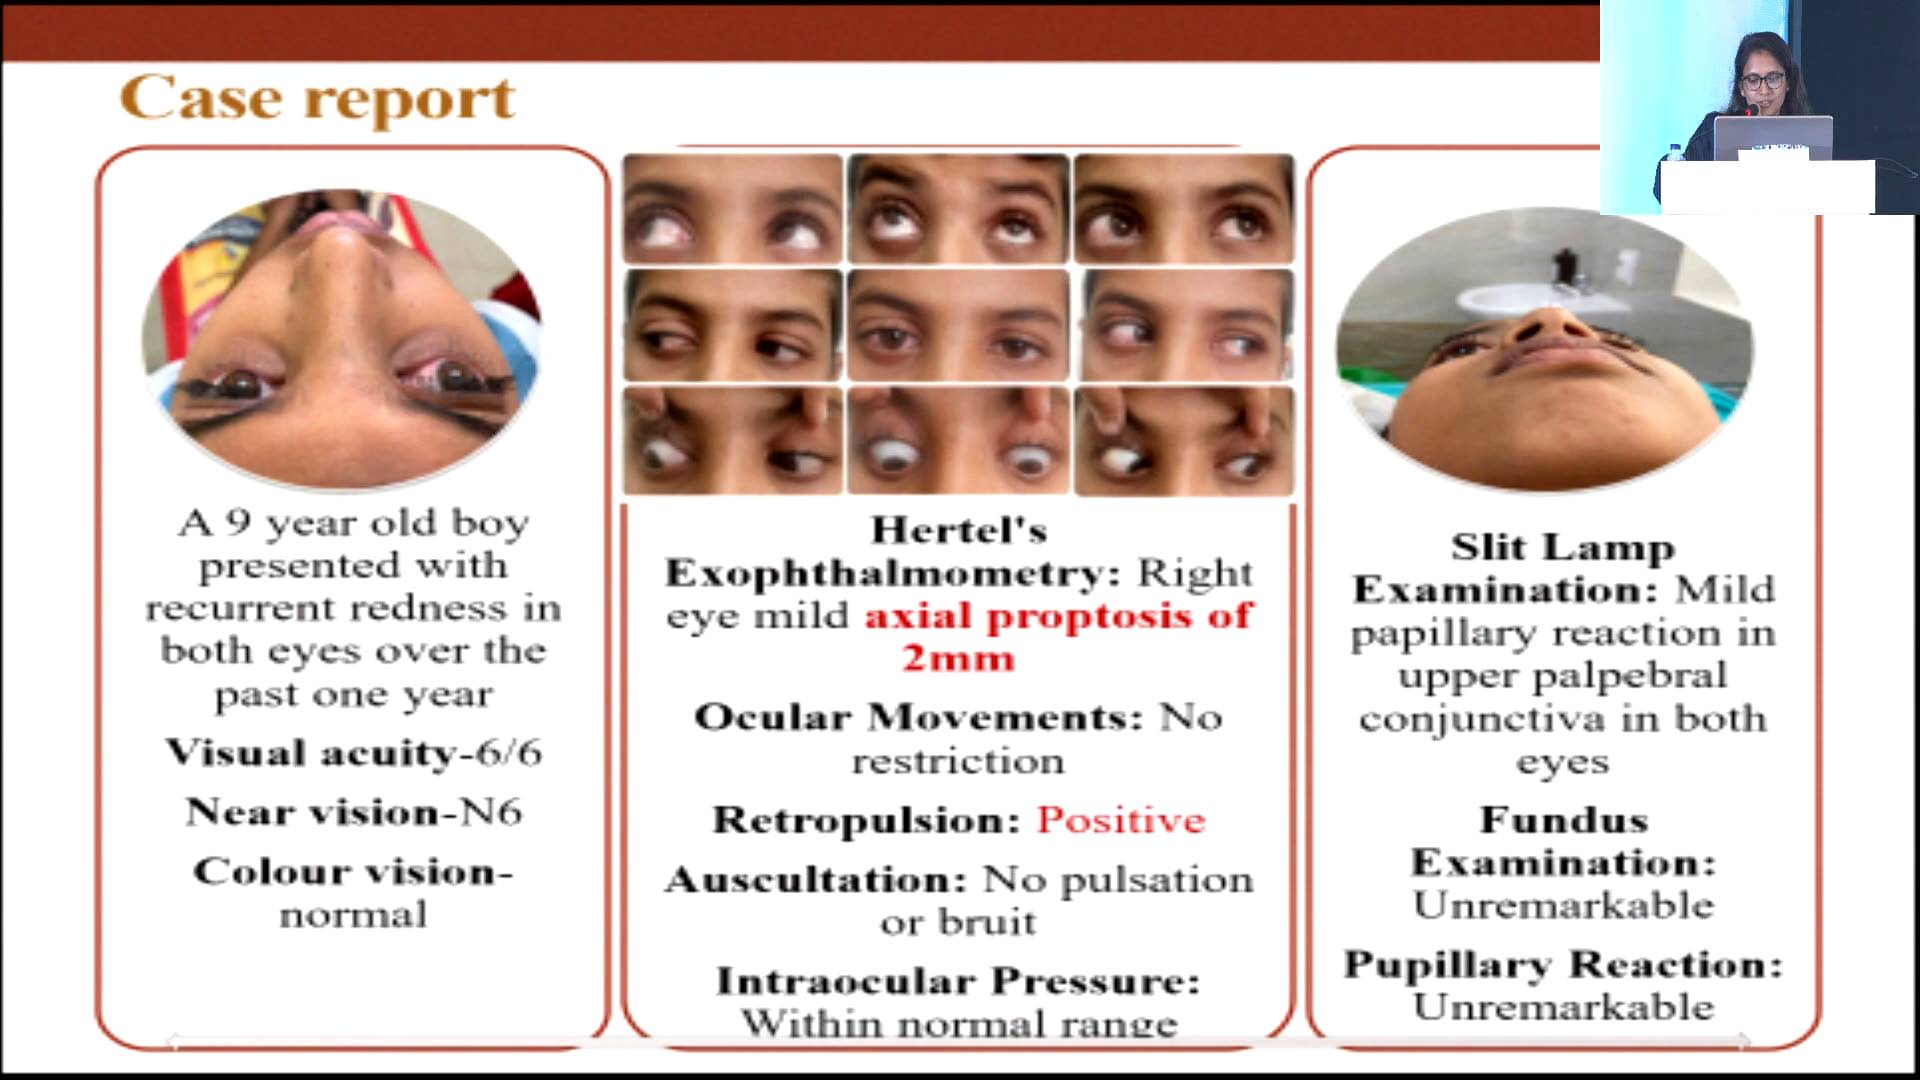 Case report
A 9 year old boy
presented with
recurrent redness in
both eyes over the
past one year
Visual acuity-6/6
Near vision-N6
Colour vision-
normal
Hertel's
Exophthalmometry: Right
eye mild axial proptosis of
2mm
Ocular Movements: No
restriction
Retropulsion: Positive
Auscultation: No pulsation
or bruit
Intraocular Pressure:
Within normal range
Slit Lamp
Examination: Mild
papillary reaction in
upper palpebral
conjunctiva in both
eyes
Fundus
Examination:
Unremarkable
Pupillary Reaction:
Unremarkable